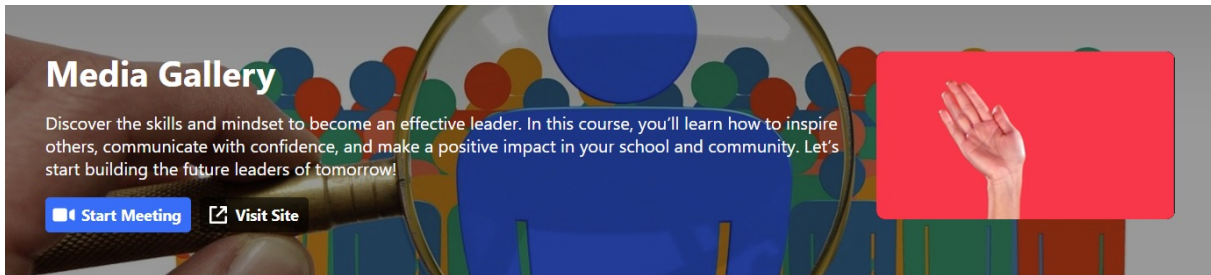 Media Gallery
Discover the skills and mindset to become an effective leader. In this course, you’ll learn how to inspire
others, communicate with confidence, and make a positive impact in your school and community. Let’s
start building the future leaders of tomorrow!
Start Meeting
Visit Site